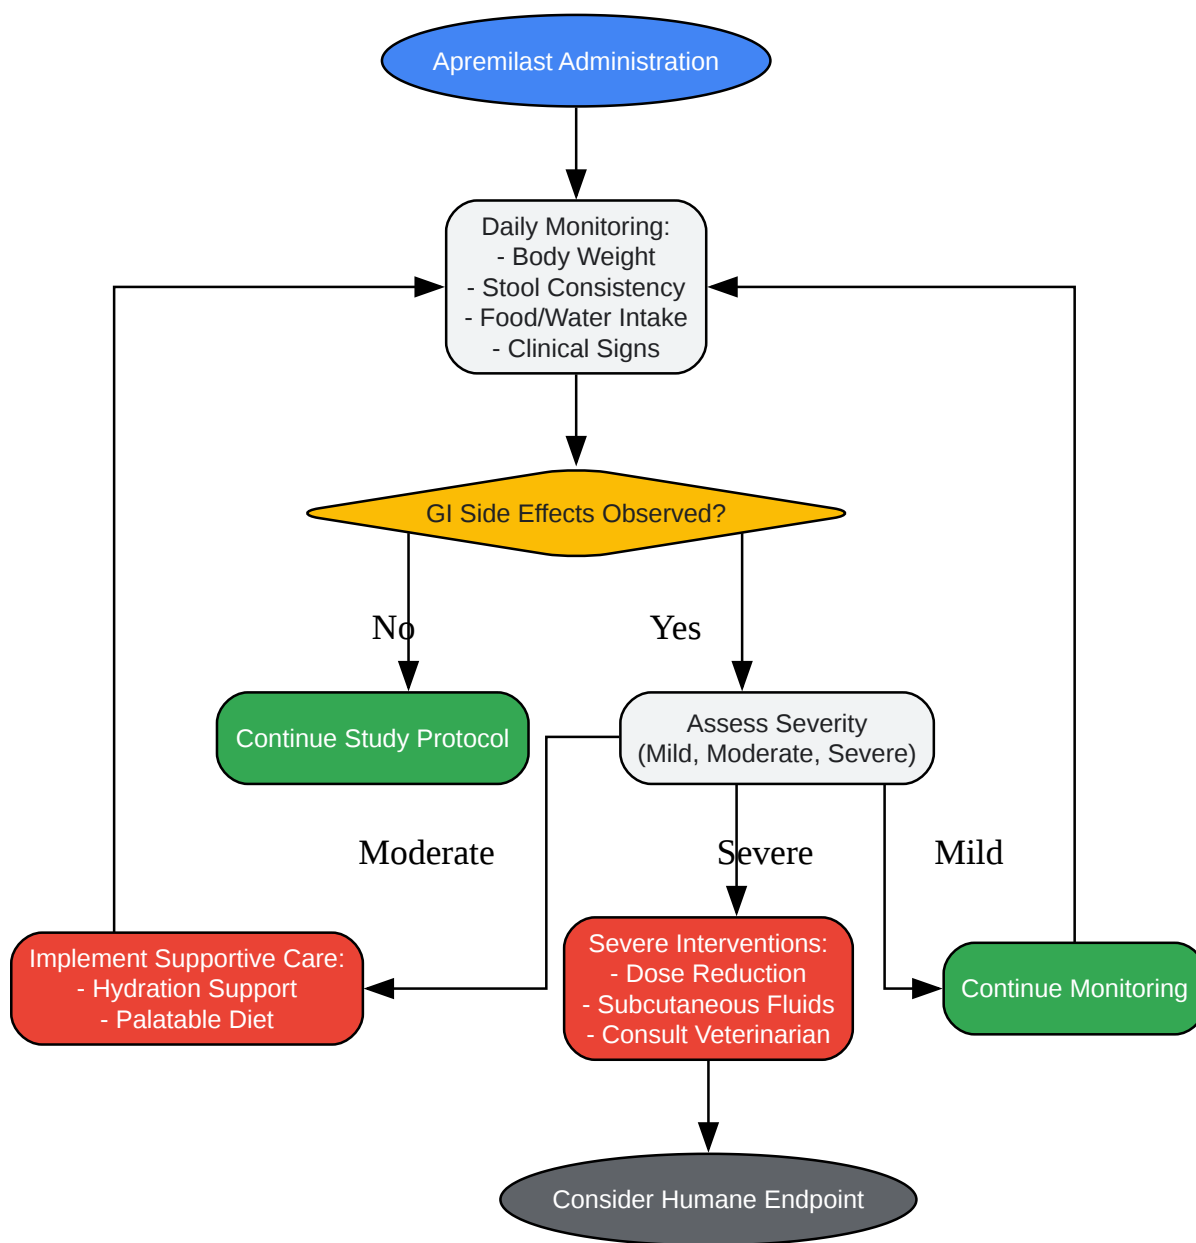 Apremilast Administration
Daily Monitoring:
- Body Weight
- Stool Consistency
- Food/Water Intake
- Clinical Signs
GI Side Effects Observed?
No
Yes
Continue Study Protocol
Assess Severity
(Mild, Moderate, Severe)
Moderate
Severe
Mild
Implement Supportive Care:
- Hydration Support
- Palatable Diet
Severe Interventions:
- Dose Reduction
- Subcutaneous Fluids
- Consult Veterinarian
Continue Monitoring
Consider Humane Endpoint